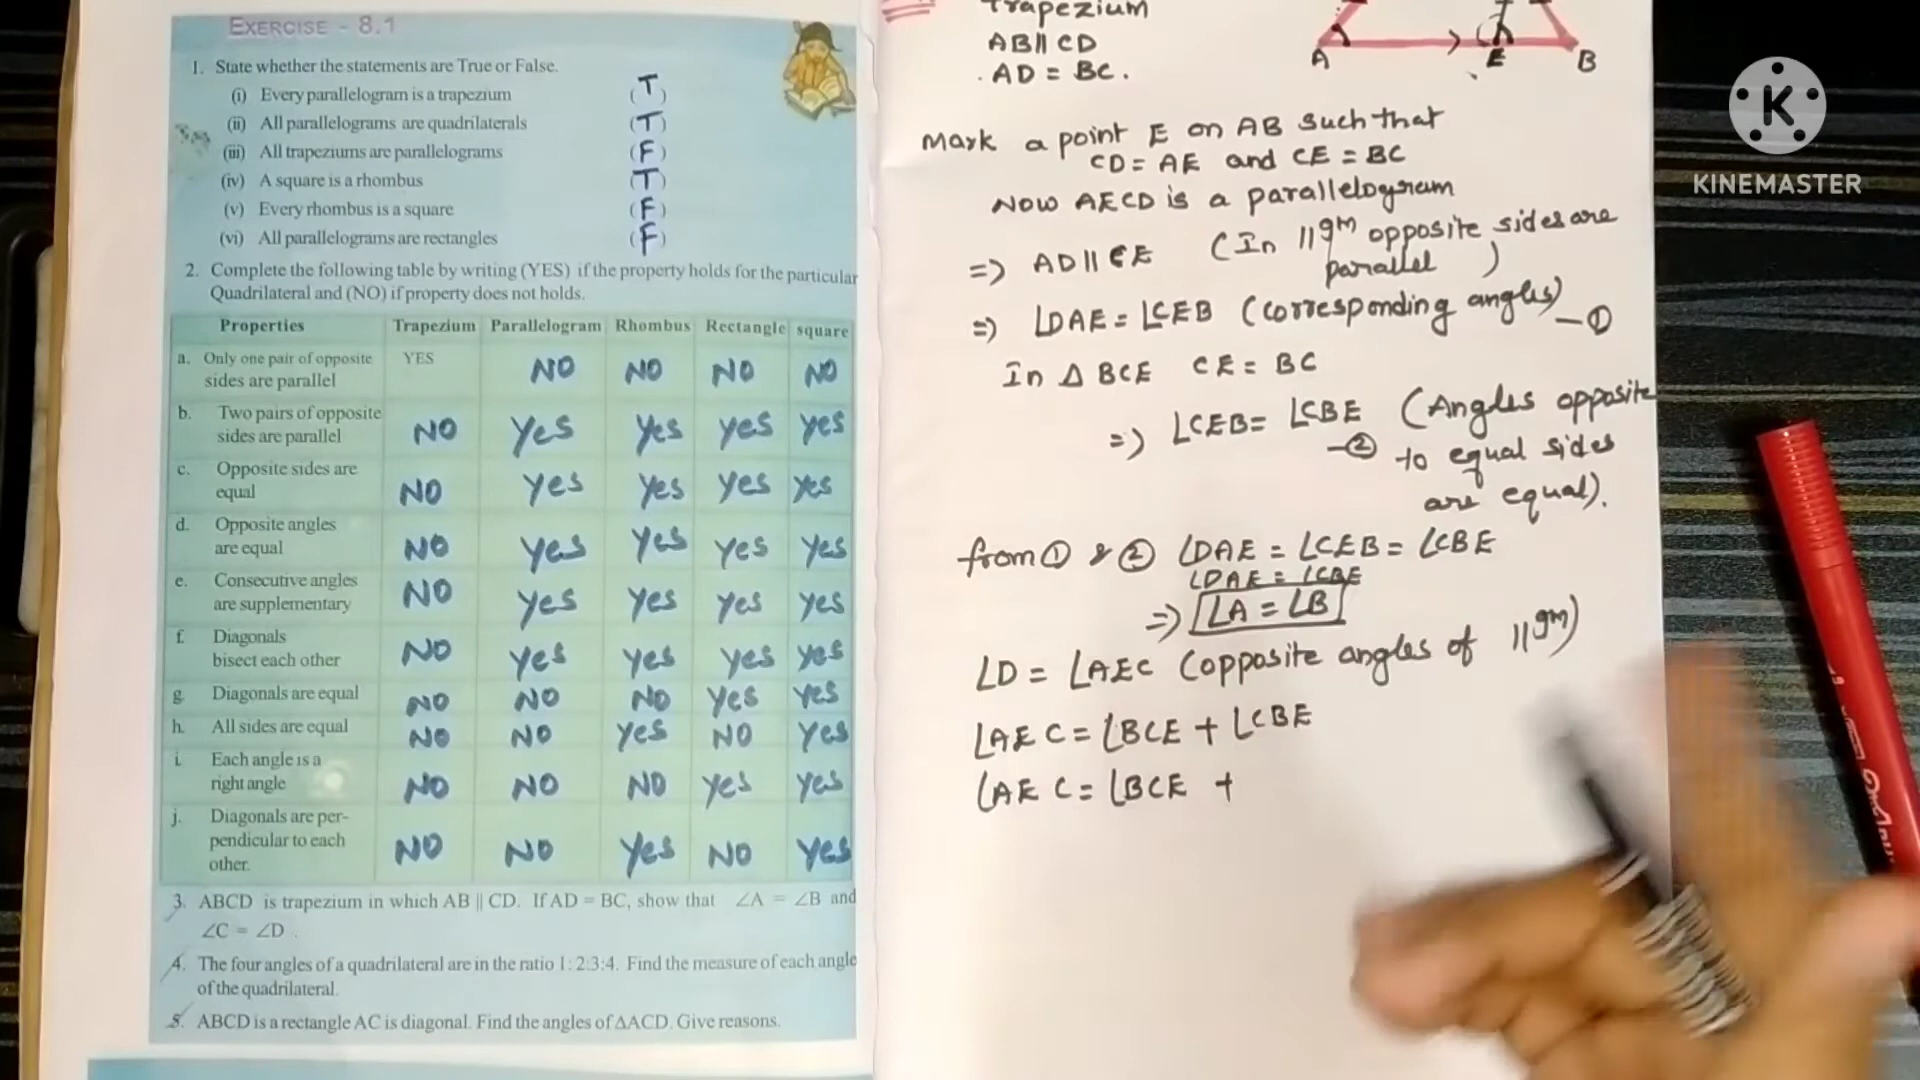 EXERCISE - 8.1
1. State whether the statements are True or False.
(i) Every parallelogram is a trapezium (T)
(ii) All parallelograms are quadrilaterals (T)
(iii) All trapeziums are parallelograms (F)
(iv) A square is a rhombus (T)
(v) Every rhombus is a square (F)
(vi) All parallelograms are rectangles (F)
2. Complete the following table by writing (YES) if the property holds for the particular
Quadrilateral and (NO) if property does not holds.
Properties Trapezium Parallelogram Rhombus Rectangle square
a. Only one pair of opposite YES NO NO NO NO
sides are parallel
b. Two pairs of opposite NO Yes Yes Yes Yes
sides are parallel
c. Opposite sides are NO Yes Yes Yes Yes
equal
d. Opposite angles NO Yes Yes Yes Yes
are equal
e. Consecutive angles NO Yes Yes Yes Yes
are supplementary
f. Diagonals NO Yes Yes Yes Yes
bisect each other
g. Diagonals are equal NO NO NO Yes Yes
h. All sides are equal NO NO Yes NO Yes
i. Each angle is a NO NO NO Yes Yes
right angle
j. Diagonals are per-
pendicular to each NO NO Yes NO Yes
other.
3. ABCD is trapezium in which AB || CD. If AD = BC, show that ∠A = ∠B and
∠C = ∠D .
4. The four angles of a quadrilateral are in the ratio 1: 2:3:4. Find the measure of each angle
of the quadrilateral.
5. ABCD is a rectangle AC is diagonal. Find the angles of ΔACD. Give reasons.
Trapezium
AB || CD
AD = BC.
A E B
Mark a point E on AB such that
CD = AE and CE = BC
Now AECD is a parallelogram
=> AD || CE (In ||gm opposite sides are
parallel)
=> ∠DAE = ∠CEB (corresponding angles) -①
In Δ BCE CE = BC
=> ∠CEB = ∠CBE (Angles opposite
-② to equal sides
are equal).
from ① & ② ∠DAE = ∠CEB = ∠CBE
∠DAE = ∠CBE
=> ∠A = ∠B
∠D = ∠AEC (opposite angles of ||gm)
∠AEC = ∠BCE + ∠CBE
∠AEC = ∠BCE +
K
KINEMASTER